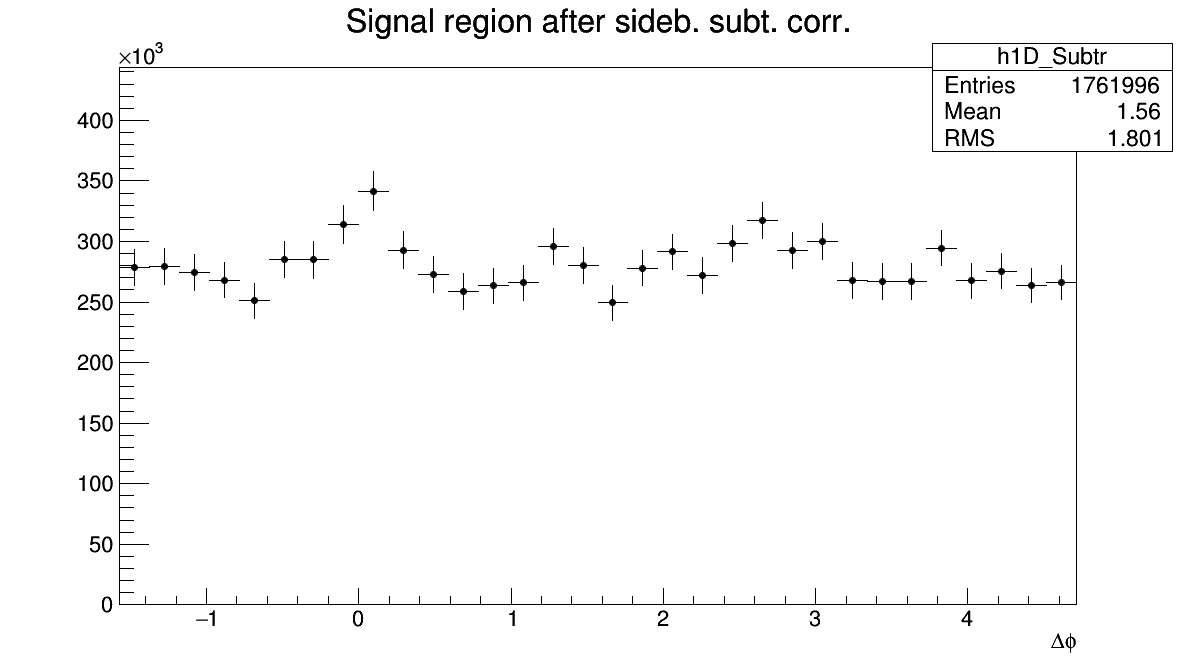 Signal region after sideb. subt. corr.
×10³
h1D_Subtr
Entries 1761996
Mean 1.56
RMS 1.801
400
350
300
250
200
150
100
50
0
−1 0 1 2 3 4
Δϕ